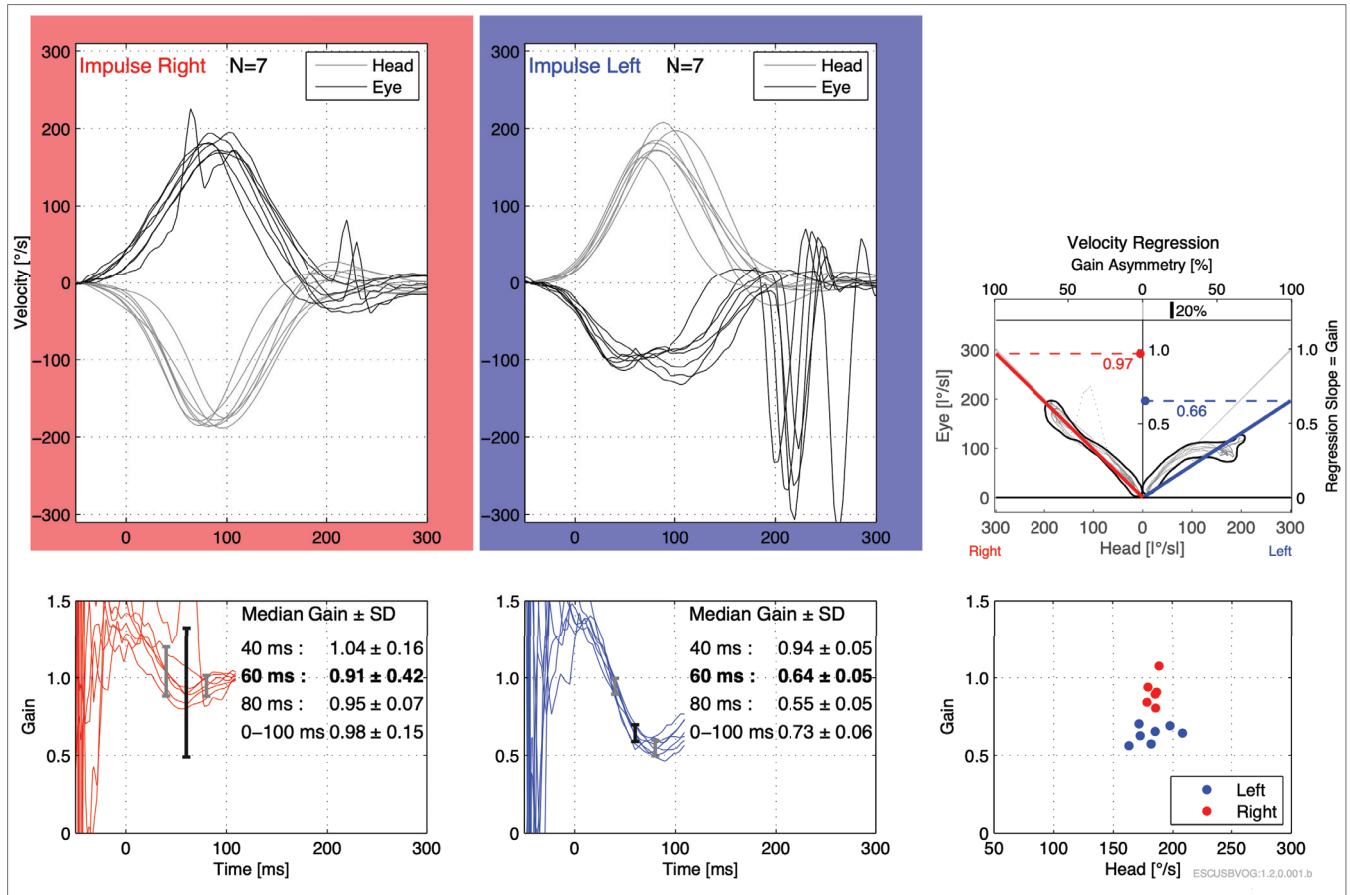 Impulse Right N=7
Head
Eye
300
200
100
0
−100
−200
−300
Velocity [°/s]
0 100 200 300
Impulse Left N=7
Head
Eye
300
200
100
0
−100
−200
−300
0 100 200 300
Velocity Regression
Gain Asymmetry [%]
100 50 0 50 100
20%
300
200
100
0
Eye [l°/sl]
1.0
0.5
0.97
0.66
1.0
0.5
0
Regression Slope = Gain
300 200 100 0 100 200 300
Right Head [l°/sl] Left
1.5
1.0
0.5
0
Gain
Median Gain ± SD
40 ms : 1.04 ± 0.16
60 ms : 0.91 ± 0.42
80 ms : 0.95 ± 0.07
0−100 ms 0.98 ± 0.15
0 100 200 300
Time [ms]
1.5
1.0
0.5
0
Median Gain ± SD
40 ms : 0.94 ± 0.05
60 ms : 0.64 ± 0.05
80 ms : 0.55 ± 0.05
0−100 ms 0.73 ± 0.06
0 100 200 300
Time [ms]
1.5
1.0
0.5
0
Gain
Left
Right
50 100 150 200 250 300
Head [°/s]
ESCUSBVOG:1.2.0.001.b